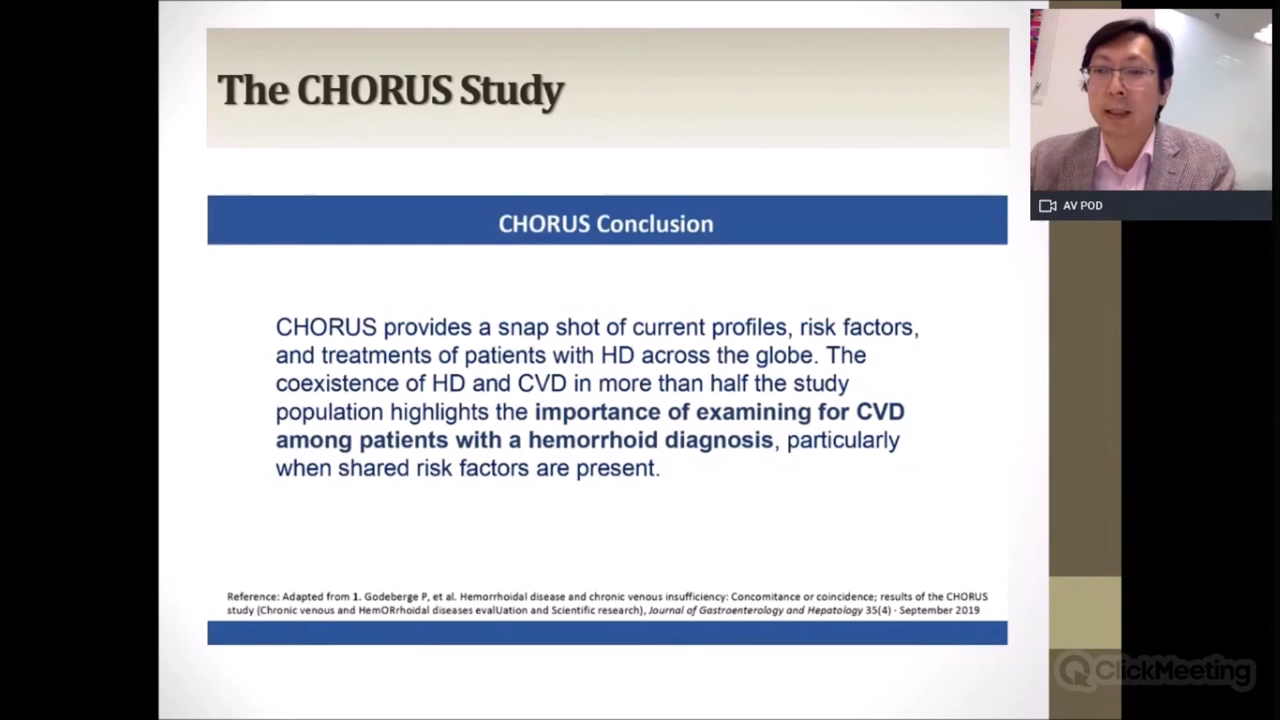 The CHORUS Study
AV POD
CHORUS Conclusion
CHORUS provides a snap shot of current profiles, risk factors,
and treatments of patients with HD across the globe. The
coexistence of HD and CVD in more than half the study
population highlights the importance of examining for CVD
among patients with a hemorrhoid diagnosis, particularly
when shared risk factors are present.
Reference: Adapted from 1. Godeberge P, et al. Hemorrhoidal disease and chronic venous insufficiency: Concomitance or coincidence; results of the CHORUS
study (Chronic venous and HemORrhoidal diseases evalUation and Scientific research), Journal of Gastroenterology and Hepatology 35(4) · September 2019
ClickMeeting